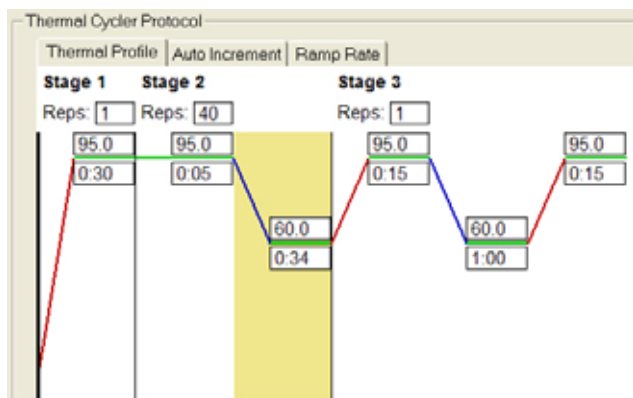 Thermal Cycler Protocol
Thermal Profile Auto Increment Ramp Rate
Stage 1 Stage 2 Stage 3
Reps: 1 Reps: 40 Reps: 1
95.0 95.0 95.0 95.0
0:30 0:05 0:15 0:15
60.0 60.0
0:34 1:00